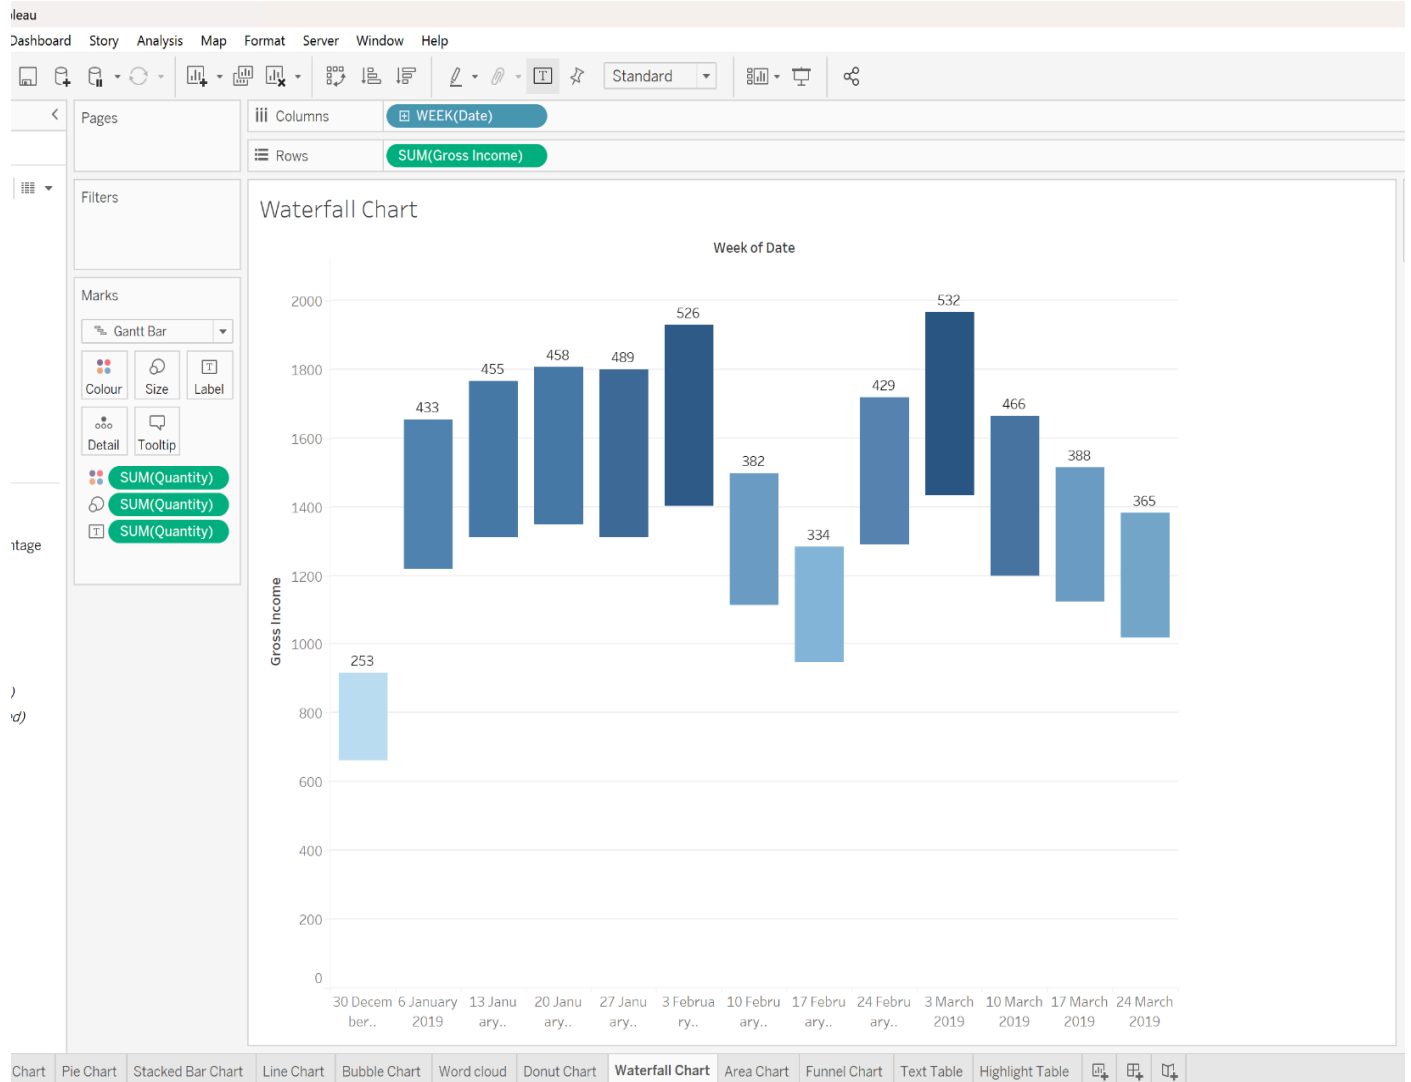 leau
Dashboard Story Analysis Map Format Server Window Help
Standard
Pages
Columns
WEEK(Date)
Rows
SUM(Gross Income)
Filters
Marks
Gantt Bar
Colour Size Label
Detail Tooltip
SUM(Quantity)
SUM(Quantity)
SUM(Quantity)
ntage
)
d)
Waterfall Chart
Week of Date
Gross Income
2000
1800
1600
1400
1200
1000
800
600
400
200
0
253
433
455
458
489
526
382
334
429
532
466
388
365
30 Decem
ber..
6 January
2019
13 Janu
ary..
20 Janu
ary..
27 Janu
ary..
3 Februa
ry..
10 Febru
ary..
17 Febru
ary..
24 Febru
ary..
3 March
2019
10 March
2019
17 March
2019
24 March
2019
Chart Pie Chart Stacked Bar Chart Line Chart Bubble Chart Word cloud Donut Chart Waterfall Chart Area Chart Funnel Chart Text Table Highlight Table